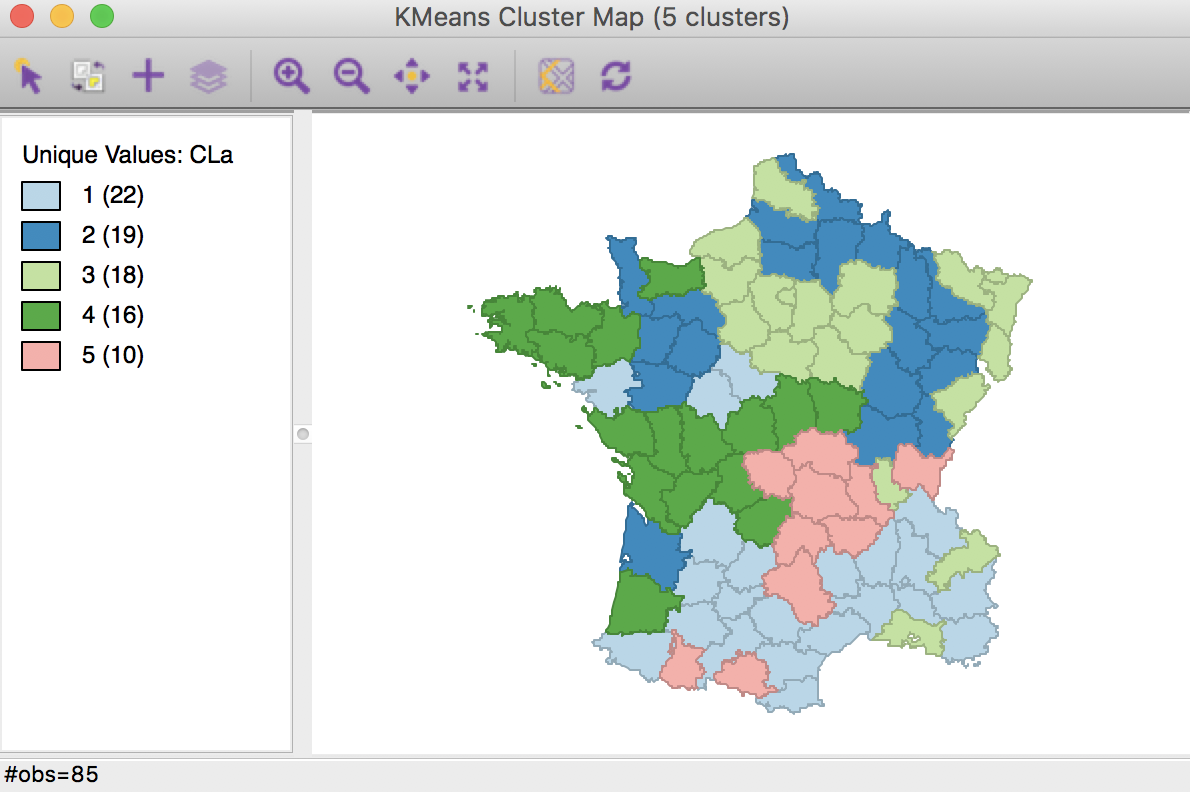 KMeans Cluster Map (5 clusters)
Unique Values: CLa
1 (22)
2 (19)
3 (18)
4 (16)
5 (10)
#obs=85